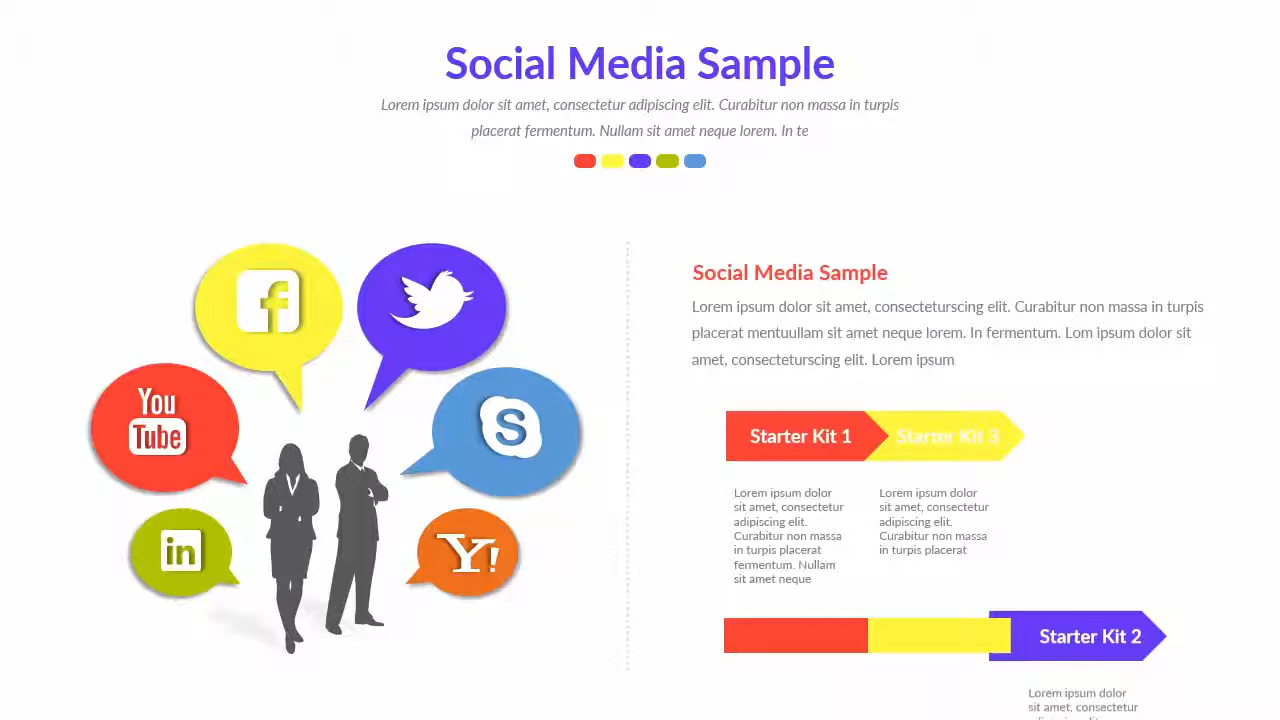 Social Media Sample
Lorem ipsum dolor sit amet, consectetur adipiscing elit. Curabitur non massa in turpis
placerat fermentum. Nullam sit amet neque lorem. In te
f
You
Tube
S
in
Y!
Social Media Sample
Lorem ipsum dolor sit amet, consecteturscing elit. Curabitur non massa in turpis
placerat mentuullam sit amet neque lorem. In fermentum. Lom ipsum dolor sit
amet, consecteturscing elit. Lorem ipsum
Starter Kit 1
Starter Kit 3
Lorem ipsum dolor
sit amet, consectetur
adipiscing elit.
Curabitur non massa
in turpis placerat
fermentum. Nullam
sit amet neque
Lorem ipsum dolor
sit amet, consectetur
adipiscing elit.
Curabitur non massa
in turpis placerat
Starter Kit 2
Lorem ipsum dolor
sit amet, consectetur